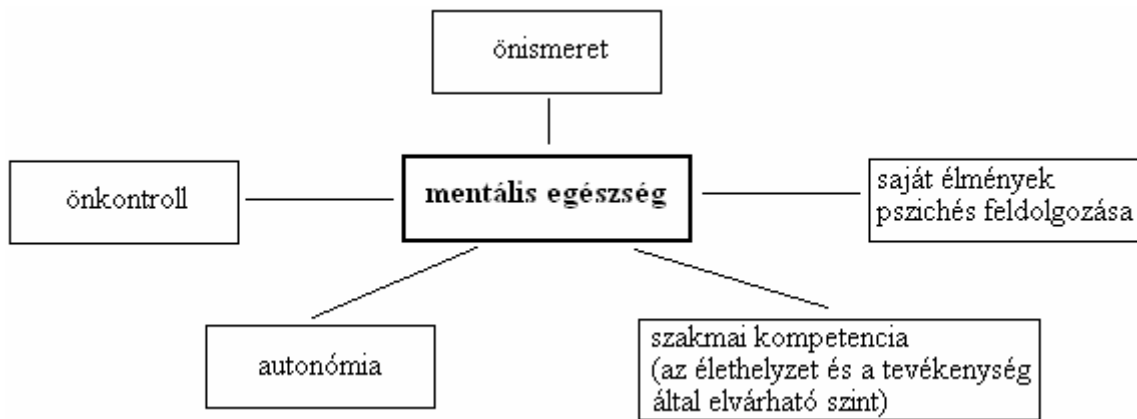 önismeret
önkontroll
mentális egészség
saját élmények
pszichés feldolgozása
autonómia
szakmai kompetencia
(az élethelyzet és a tevékenység
által elvárható szint)